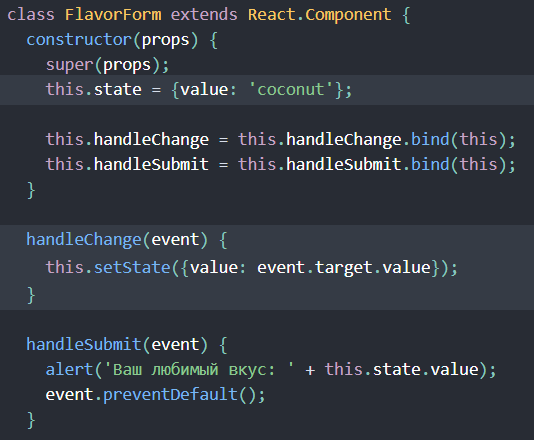 class FlavorForm extends React.Component {
  constructor(props) {
    super(props);
    this.state = {value: 'coconut'};

    this.handleChange = this.handleChange.bind(this);
    this.handleSubmit = this.handleSubmit.bind(this);
  }

  handleChange(event) {
    this.setState({value: event.target.value});
  }

  handleSubmit(event) {
    alert('Ваш любимый вкус: ' + this.state.value);
    event.preventDefault();
  }